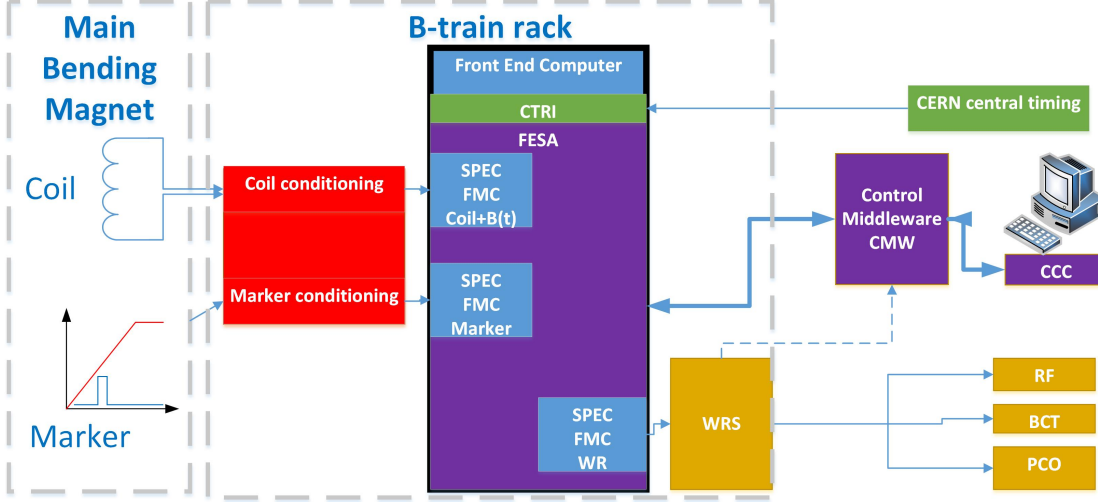 Main
Bending
Magnet
Coil
Marker
B-train rack
Coil conditioning
Marker conditioning
Front End Computer
CTRI
FESA
SPEC
FMC
Coil+B(t)
SPEC
FMC
Marker
SPEC
FMC
WR
WRS
CERN central timing
Control
Middleware
CMW
CCC
RF
BCT
PCO